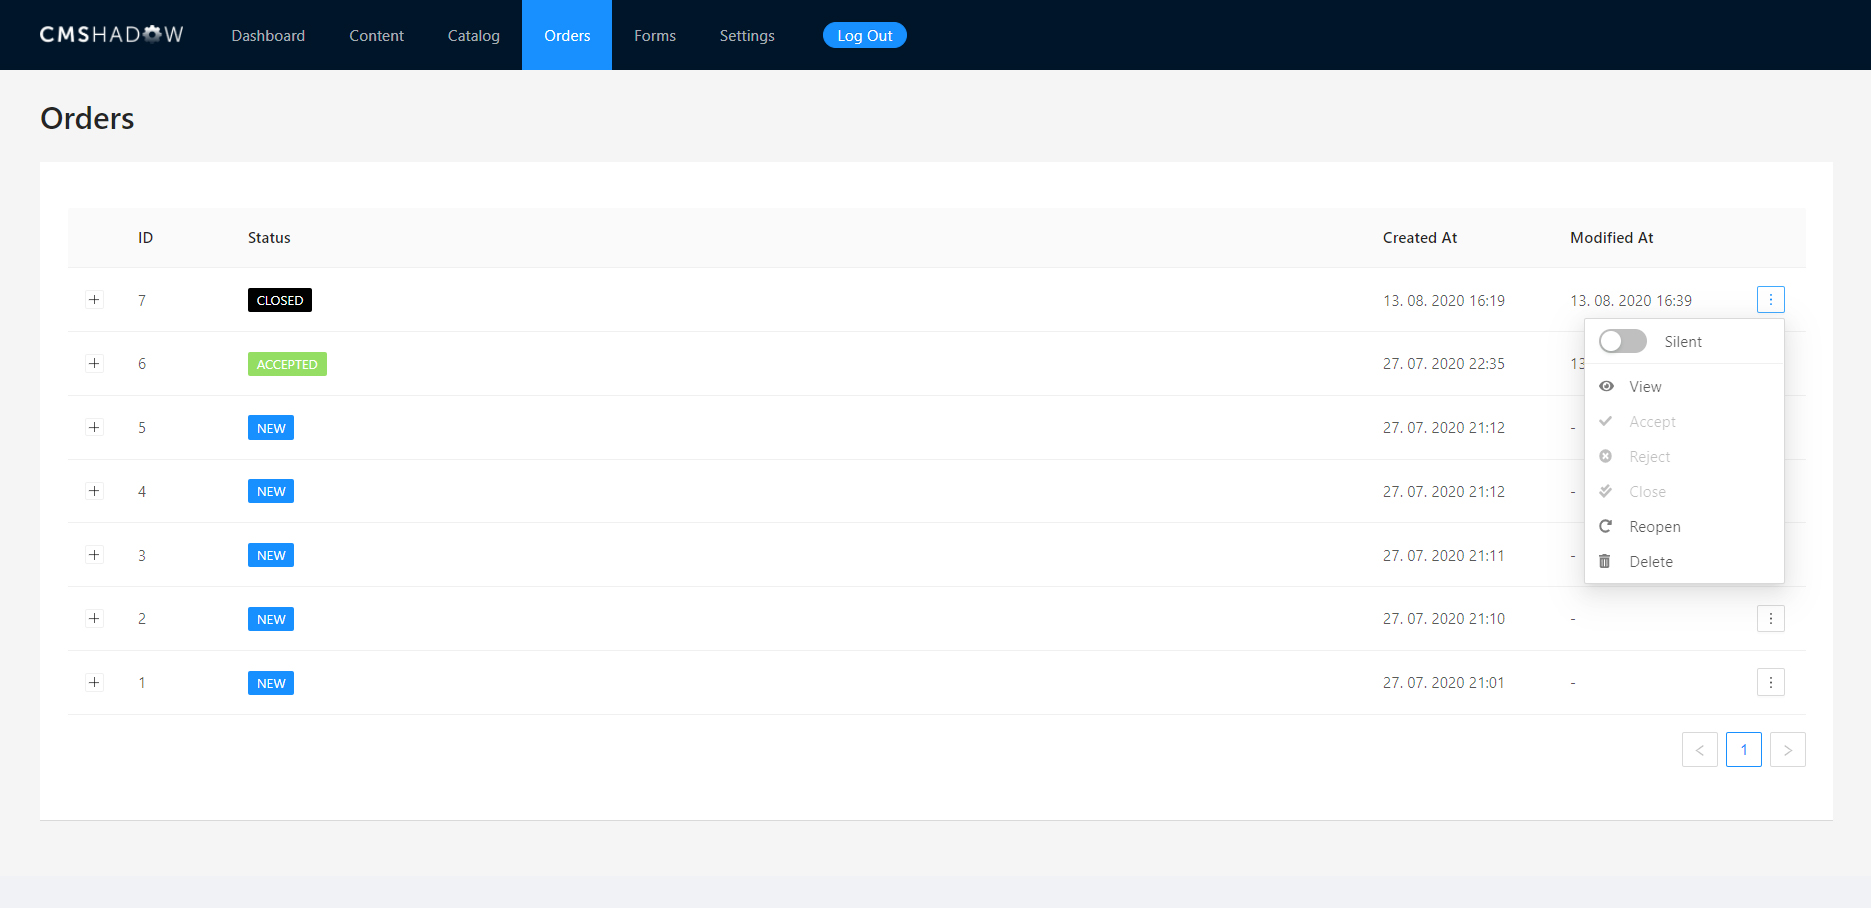 CMSHADOW Dashboard Content Catalog Orders Forms Settings Log Out
Orders
ID Status Created At Modified At
7 CLOSED 13. 08. 2020 16:19 13. 08. 2020 16:39
Silent
6 ACCEPTED 27. 07. 2020 22:35 13
View
Accept
5 NEW 27. 07. 2020 21:12 -
Reject
4 NEW 27. 07. 2020 21:12 -
Close
Reopen
3 NEW 27. 07. 2020 21:11 -
Delete
2 NEW 27. 07. 2020 21:10 -
1 NEW 27. 07. 2020 21:01 -
< 1 >